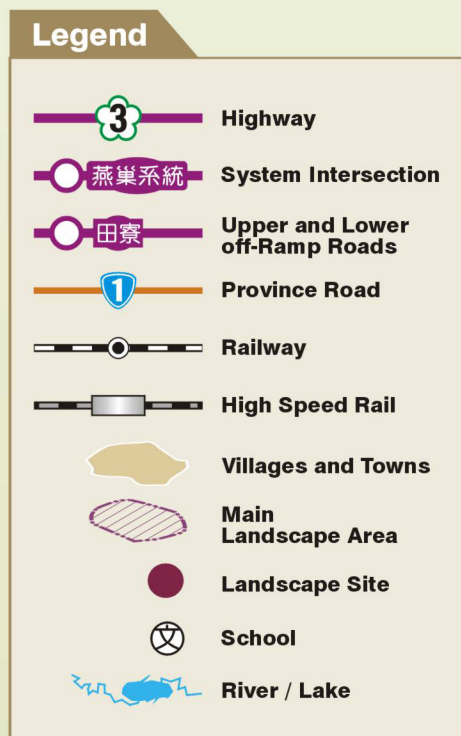 Legend
3
Highway
燕巢系統
System Intersection
田寮
Upper and Lower
off-Ramp Roads
1
Province Road
Railway
High Speed Rail
Villages and Towns
Main
Landscape Area
Landscape Site
文
School
River / Lake